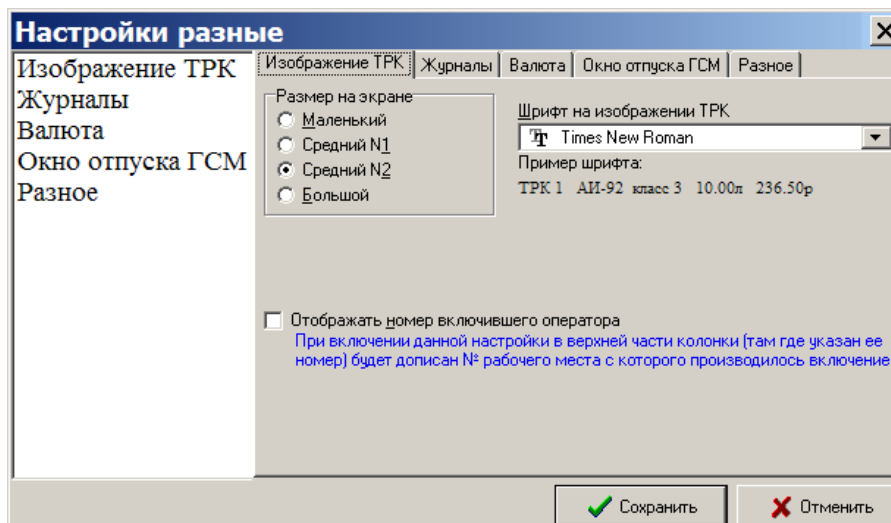 Настройки разные
Изображение ТРК
Журналы
Валюта
Окно отпуска ГСМ
Разное
Изображение ТРК Журналы Валюта Окно отпуска ГСМ Разное
Размер на экране
Маленький
Средний N1
Средний N2
Большой
Шрифт на изображении ТРК
Times New Roman
Пример шрифта:
ТРК 1 АИ-92 класс 3 10.00л 236.50р
Отображать номер включившего оператора
При включении данной настройки в верхней части колонки (там где указан ее
номер) будет дописан № рабочего места с которого производилось включение
Сохранить Отменить